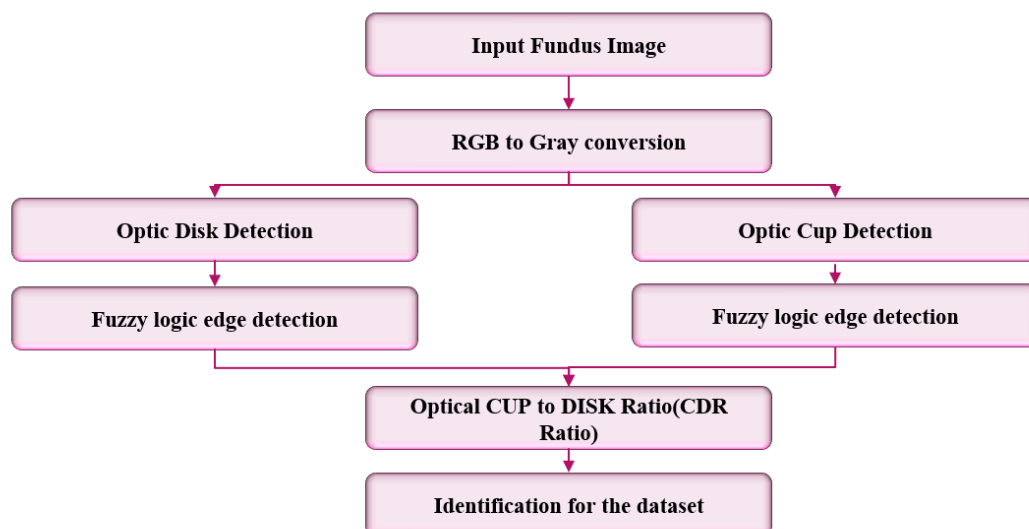 Input Fundus Image
RGB to Gray conversion
Optic Disk Detection
Optic Cup Detection
Fuzzy logic edge detection
Fuzzy logic edge detection
Optical CUP to DISK Ratio(CDR
Ratio)
Identification for the dataset